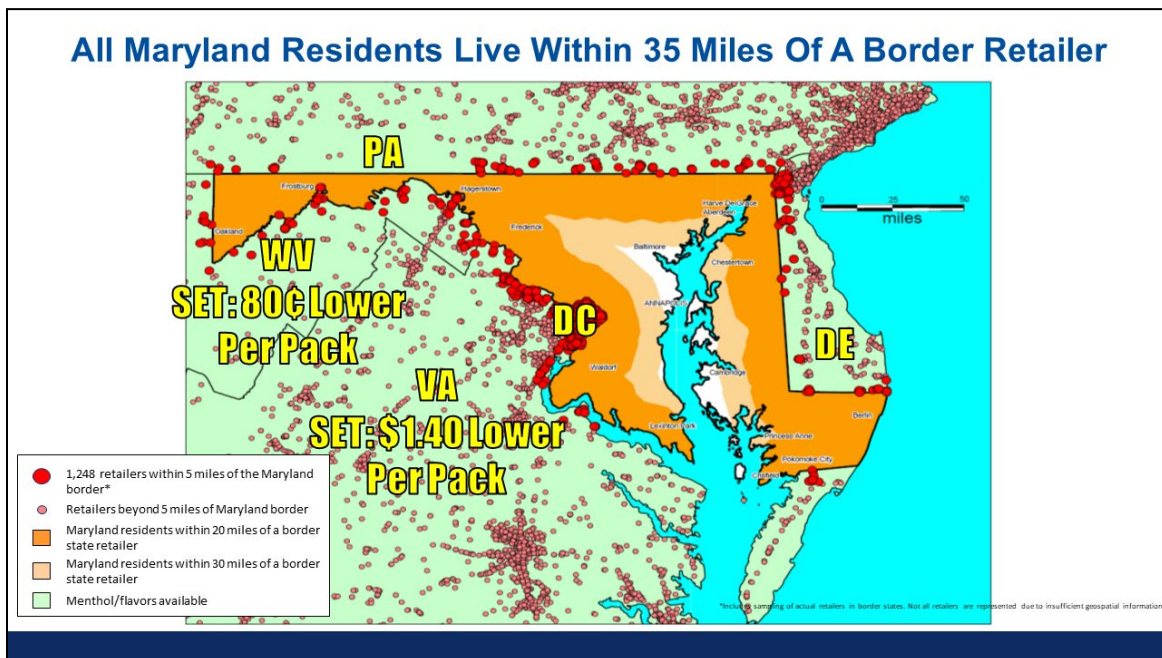 All Maryland Residents Live Within 35 Miles Of A Border Retailer
PA
Frostburg
Hagerstown
Oakland
Frederick
Harve DeGrace
Aberdeen
0 25 50
miles
Baltimore
Chestertown
WV
SET: 80¢ Lower
Per Pack
ANNAPOLIS
DC
DE
Waldorf
Cambridge
VA
SET: $1.40 Lower
Per Pack
Berlin
Lexinton Park
Princess Anne
Pokomoke City
Crisfield
1,248 retailers within 5 miles of the Maryland
border*
Retailers beyond 5 miles of Maryland border
Maryland residents within 20 miles of a border
state retailer
Maryland residents within 30 miles of a border
state retailer
Menthol/flavors available
*Includes sampling of actual retailers in border states. Not all retailers are represented due to insufficient geospatial information